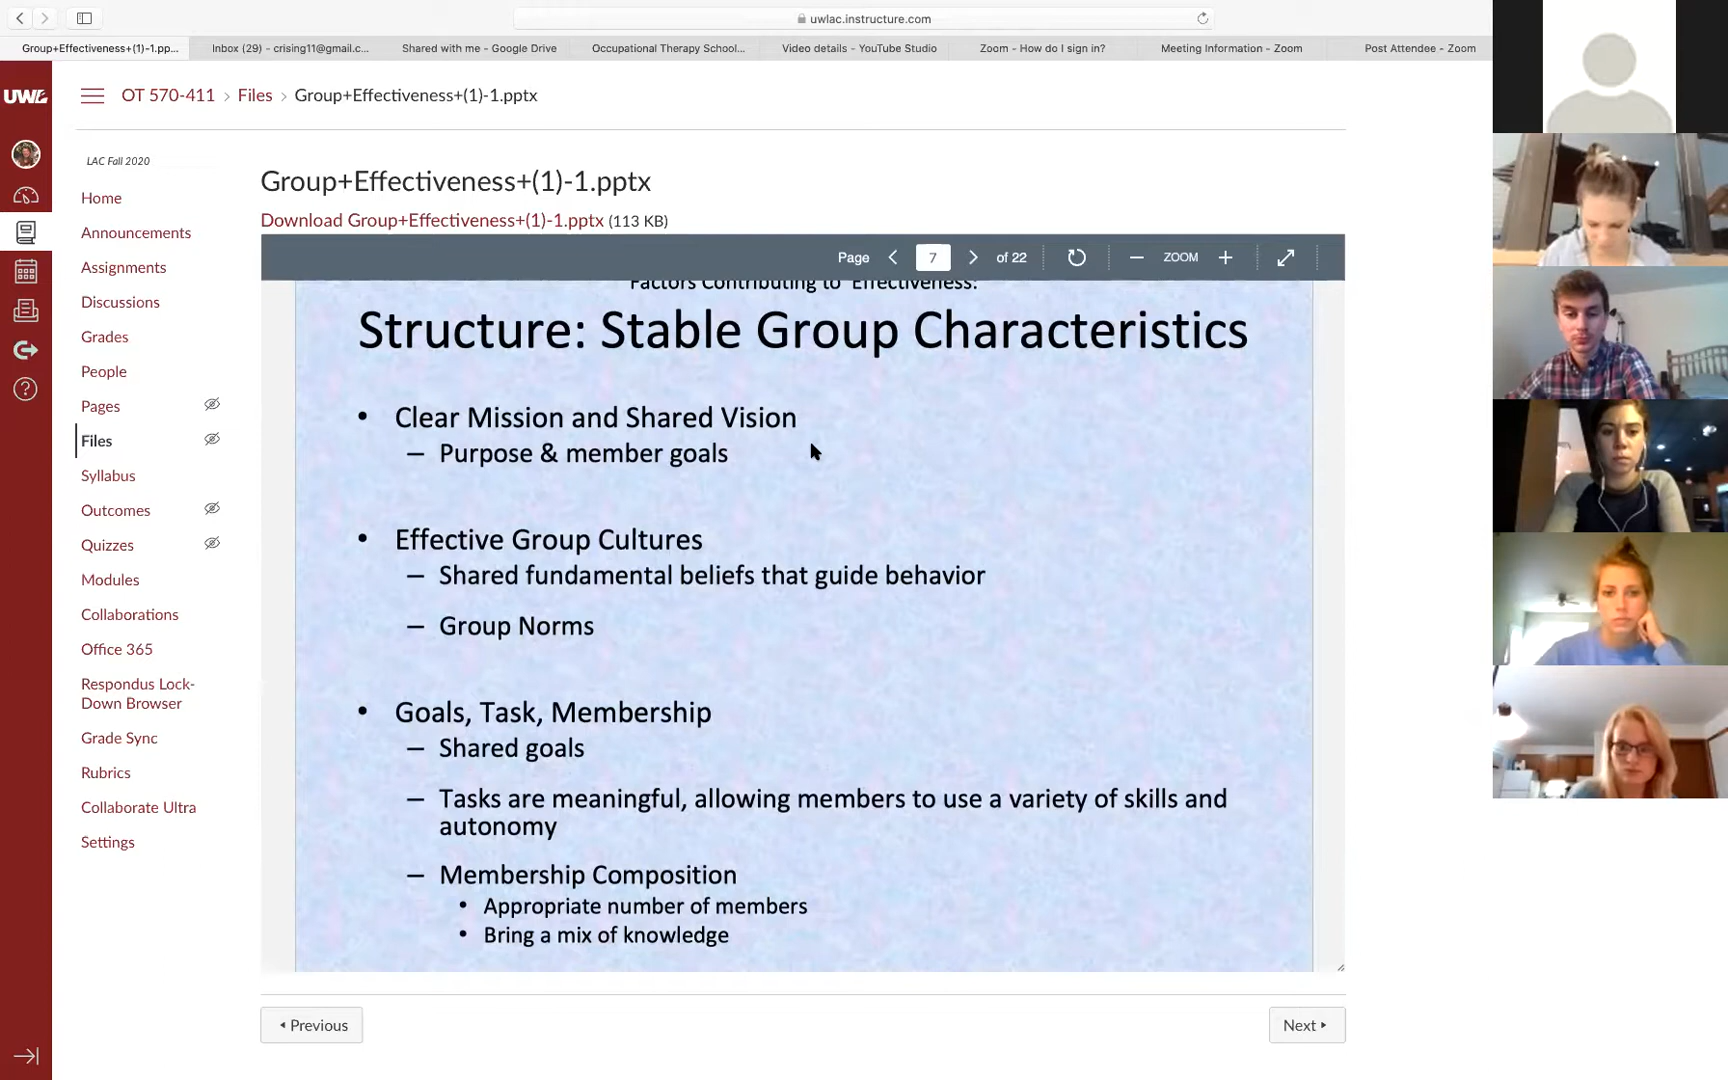 uwlac.instructure.com
Group+Effectiveness+(1)-1.pp...
Inbox (29) - crising11@gmail.c...
Shared with me - Google Drive
Occupational Therapy School...
Video details - YouTube Studio
Zoom - How do I sign in?
Meeting Information - Zoom
Post Attendee - Zoom
UWL
OT 570-411 › Files › Group+Effectiveness+(1)-1.pptx
LAC Fall 2020
Home
Announcements
Assignments
Discussions
Grades
People
Pages
Files
Syllabus
Outcomes
Quizzes
Modules
Collaborations
Office 365
Respondus Lock-
Down Browser
Grade Sync
Rubrics
Collaborate Ultra
Settings
Group+Effectiveness+(1)-1.pptx
Download Group+Effectiveness+(1)-1.pptx (113 KB)
Page 7 of 22 ZOOM
Factors Contributing to Effectiveness:
Structure: Stable Group Characteristics
• Clear Mission and Shared Vision
– Purpose & member goals
• Effective Group Cultures
– Shared fundamental beliefs that guide behavior
– Group Norms
• Goals, Task, Membership
– Shared goals
– Tasks are meaningful, allowing members to use a variety of skills and
autonomy
– Membership Composition
• Appropriate number of members
• Bring a mix of knowledge
Previous
Next